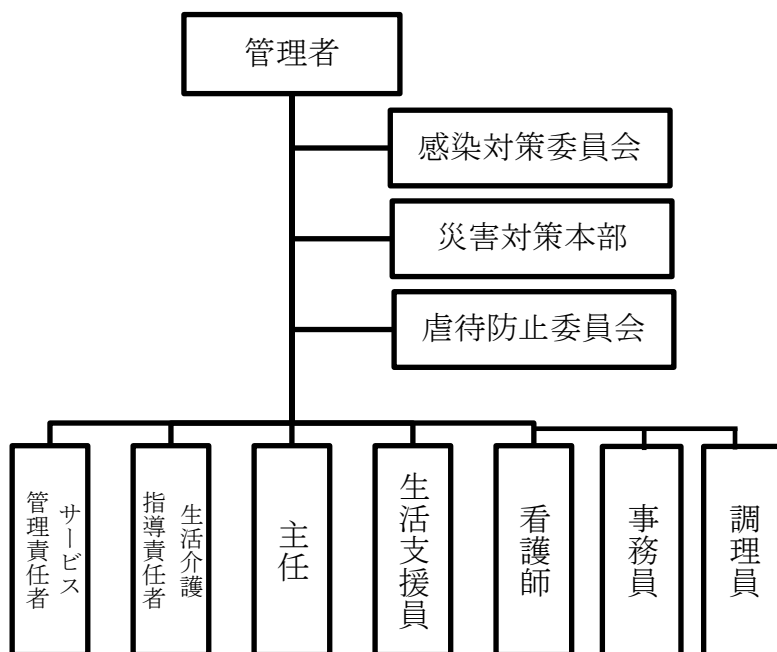 管理者
感染対策委員会
災害対策本部
虐待防止委員会
サービス
管理責任者
生活介護
指導責任者
主任
生活支援員
看護師
事務員
調理員